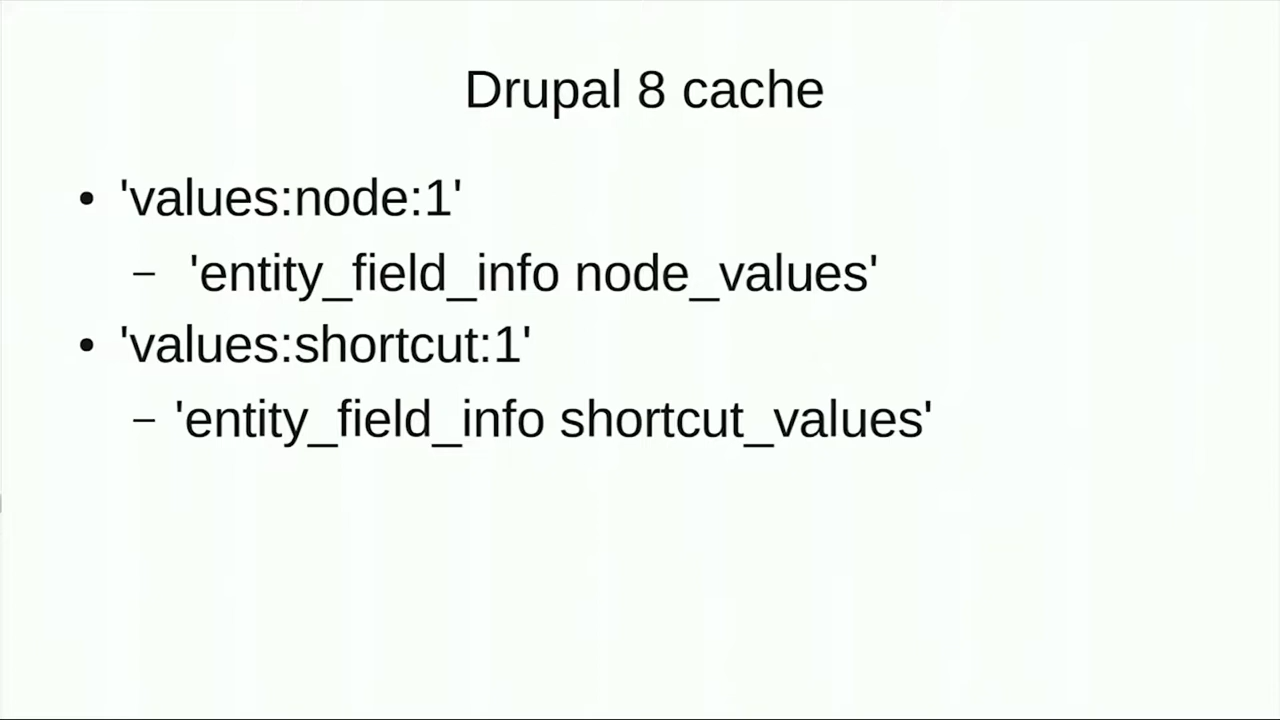 Drupal 8 cache
• 'values:node:1'
– 'entity_field_info node_values'
• 'values:shortcut:1'
– 'entity_field_info shortcut_values'